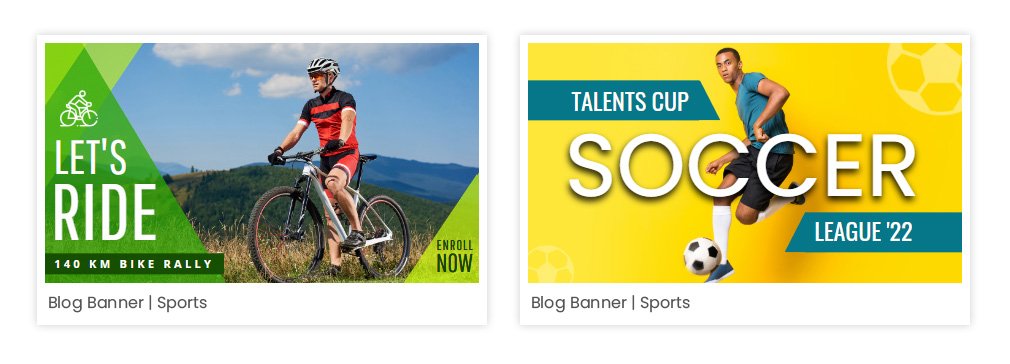 LET'S
RIDE
140 KM BIKE RALLY
ENROLL
NOW
Blog Banner | Sports
TALENTS CUP
SOCCER
LEAGUE '22
Blog Banner | Sports